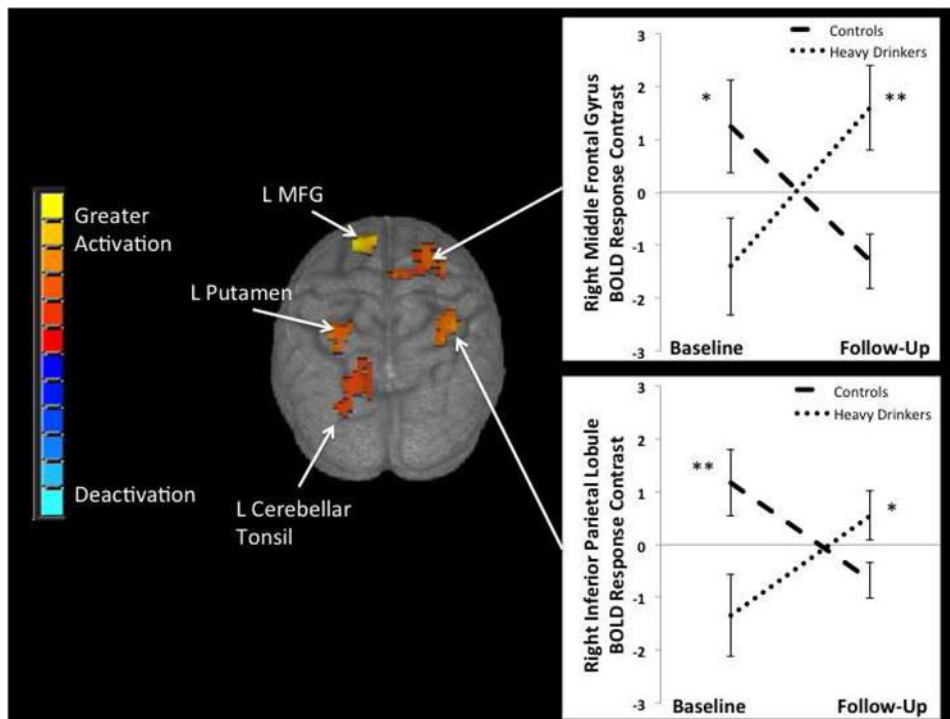 Greater
Activation
Deactivation
L MFG
L Putamen
L Cerebellar
Tonsil
Right Middle Frontal Gyrus
BOLD Response Contrast
3
2
1
0
-1
-2
-3
Controls
Heavy Drinkers
*
**
Baseline
Follow-Up
Right Inferior Parietal Lobule
BOLD Response Contrast
3
2
1
0
-1
-2
-3
Controls
Heavy Drinkers
**
*
Baseline
Follow-Up